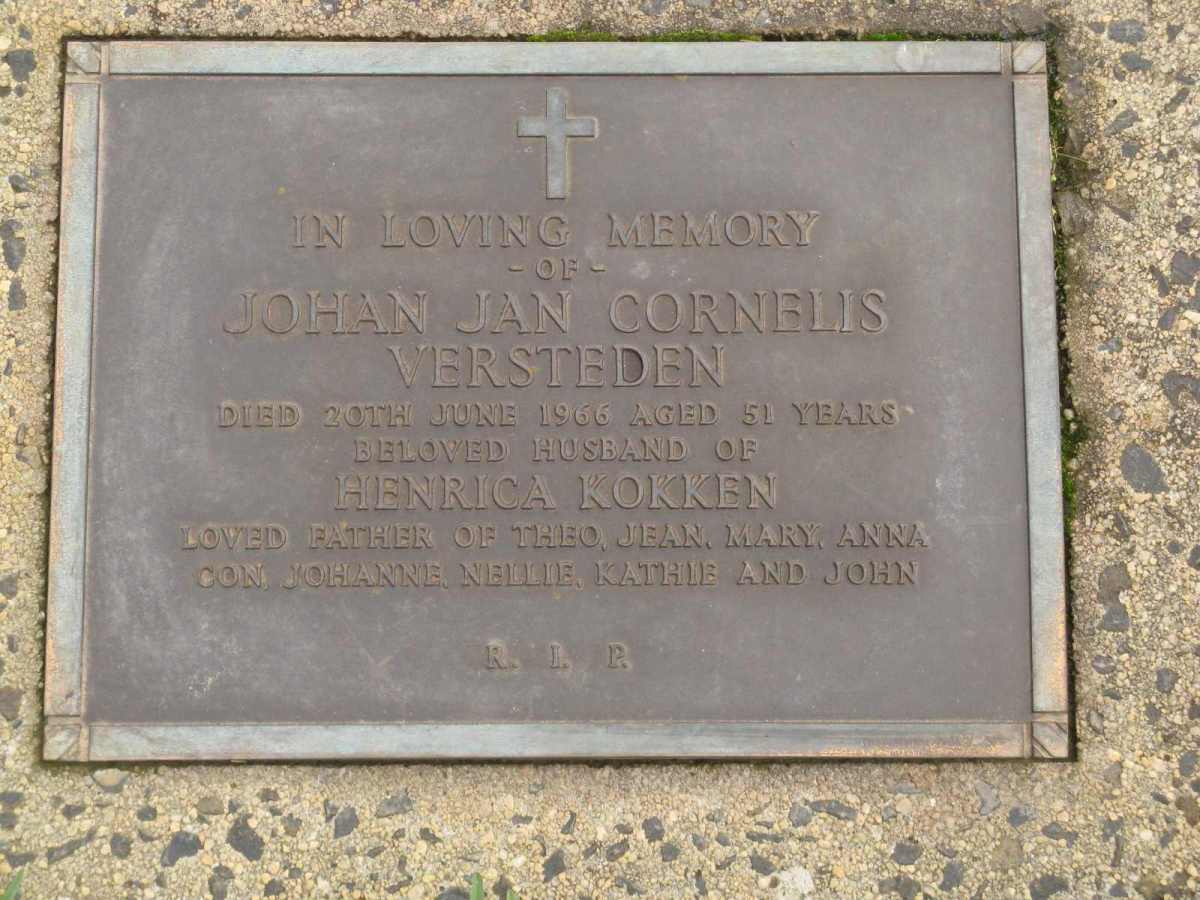 IN LOVING MEMORY
- OF -
JOHAN JAN CORNELIS
VERSTEDEN
DIED 20TH JUNE 1966 AGED 51 YEARS
BELOVED HUSBAND OF
HENRICA KOKKEN
LOVED FATHER OF THEO, JEAN, MARY, ANNA
CON, JOHANNE, NELLIE, KATHIE AND JOHN
R. I. P.